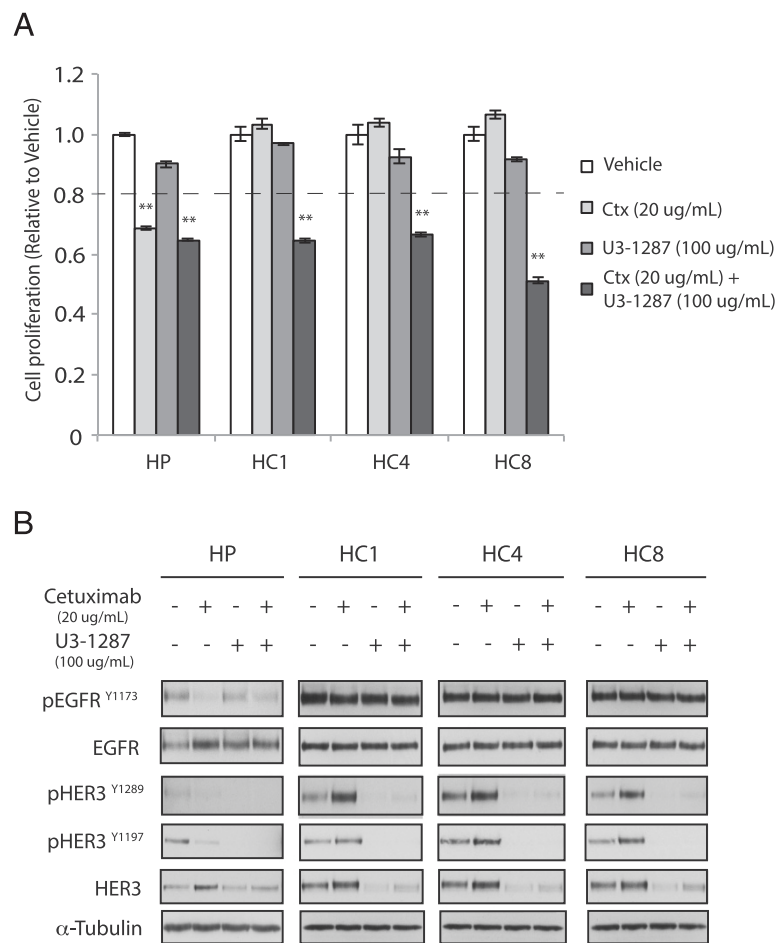 A
Cell proliferation (Relative to Vehicle)
1.2
1.0
0.8
0.6
0.4
0.2
0
**
**
**
**
**
HP
HC1
HC4
HC8
Vehicle
Ctx (20 ug/mL)
U3-1287 (100 ug/mL)
Ctx (20 ug/mL) +
U3-1287 (100 ug/mL)
B
HP HC1 HC4 HC8
Cetuximab - + - + - + - + - + - + - + - +
(20 ug/mL)
U3-1287 - - + + - - + + - - + + - - + +
(100 ug/mL)
pEGFR Y1173
EGFR
pHER3 Y1289
pHER3 Y1197
HER3
α-Tubulin